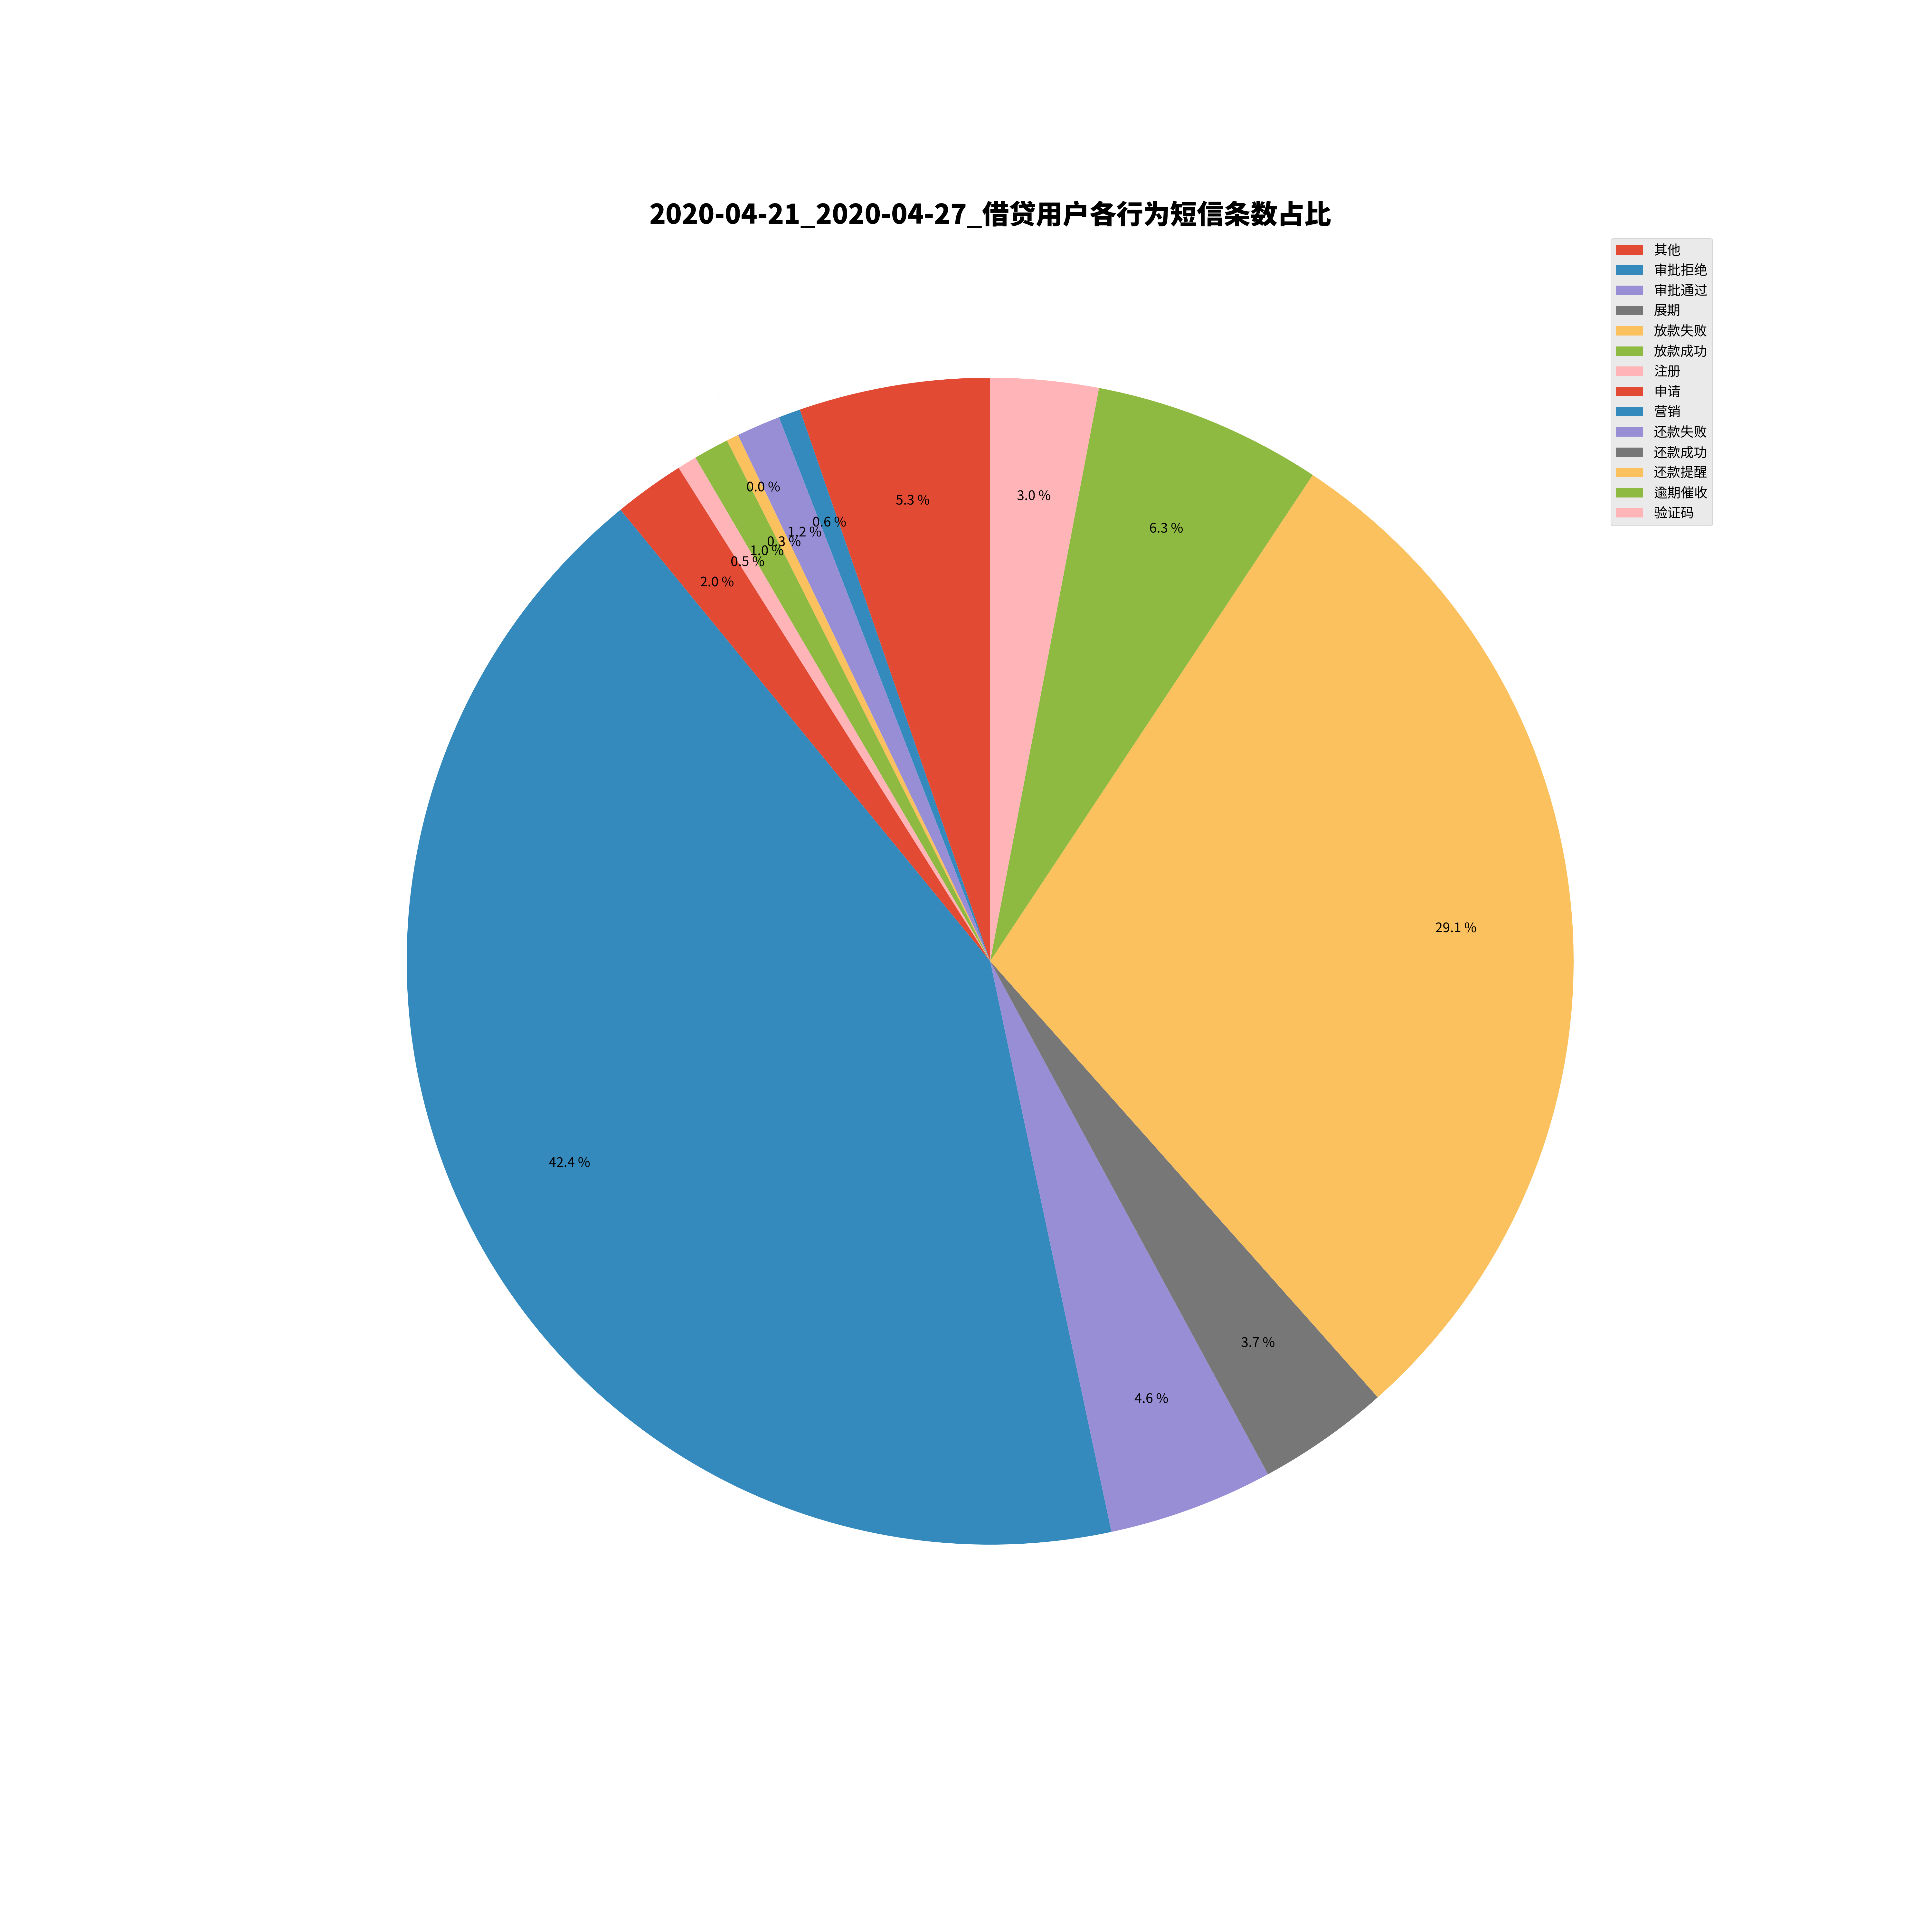 2020-04-21_2020-04-27_借贷用户各行为短信条数占比
其他
审批拒绝
审批通过
展期
放款失败
放款成功
注册
申请
营销
还款失败
还款成功
还款提醒
逾期催收
验证码
0.0 %
5.3 %
3.0 %
0.6 %
1.2 %
6.3 %
0.3 %
1.0 %
0.5 %
2.0 %
29.1 %
42.4 %
3.7 %
4.6 %